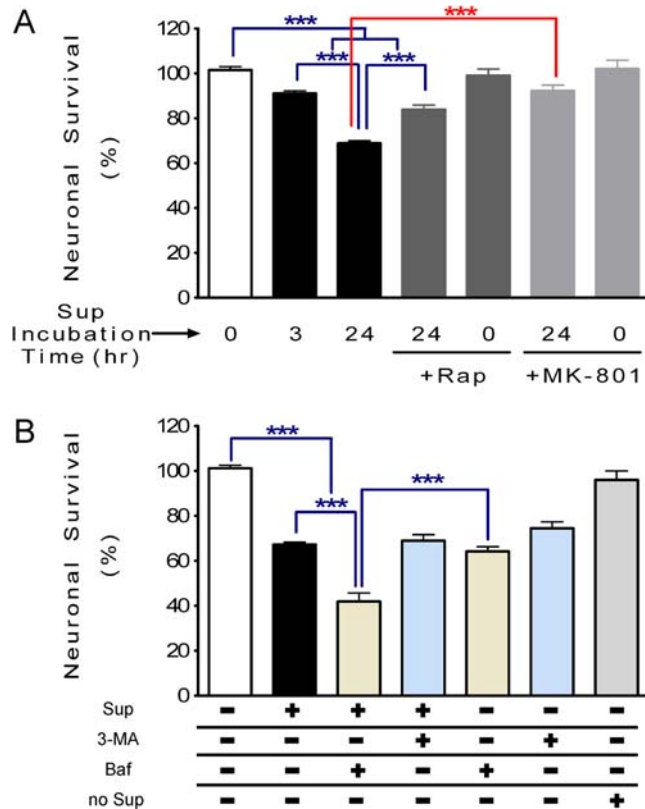 A
Neuronal Survival
(%)
120
100
80
60
40
20
0
***
***
***
***
Sup
Incubation
Time (hr)
0 3 24 24 0 24 0
+Rap +MK-801
B
Neuronal Survival
(%)
120
100
80
60
40
20
0
***
***
***
Sup - + + + - - -
3-MA - - - + - + -
Baf - - + - + - -
no Sup - - - - - - +